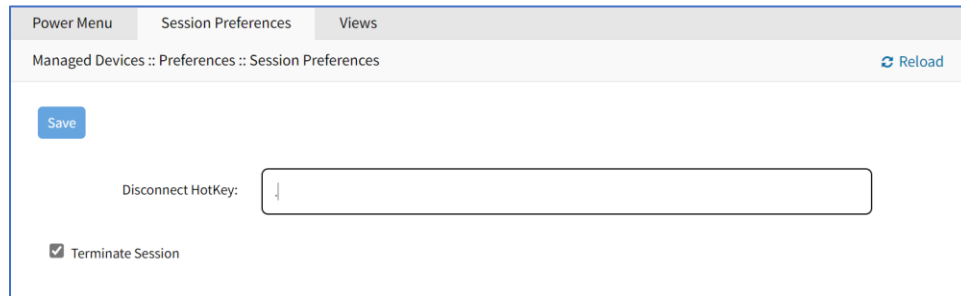 Power Menu Session Preferences Views
Managed Devices :: Preferences :: Session Preferences Reload
Save
Disconnect HotKey: .
Terminate Session